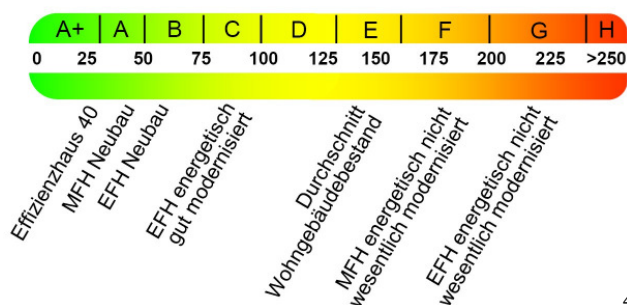 A+ A B C D E F G H
0 25 50 75 100 125 150 175 200 225 >250
Effizienzhaus 40
MFH Neubau
EFH Neubau
EFH energetisch
gut modernisiert
Durchschnitt
Wohngebäudebestand
MFH energetisch nicht
wesentlich modernisiert
EFH energetisch nicht
wesentlich modernisiert